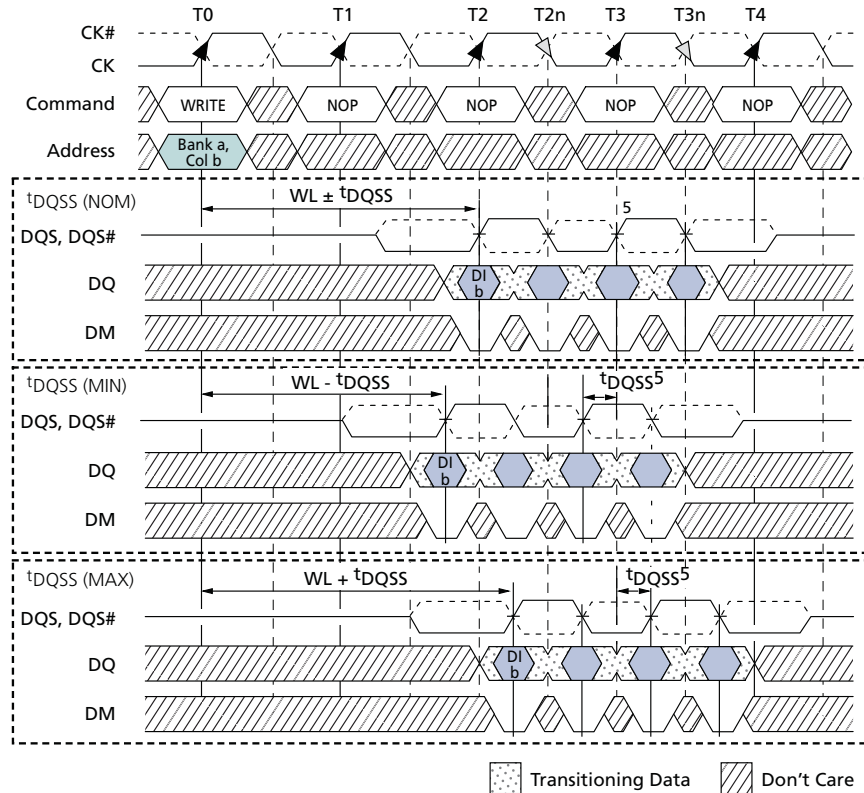 T0 T1 T2 T2n T3 T3n T4
CK#
CK
Command WRITE NOP NOP NOP NOP
Address Bank a,
Col b
tDQSS (NOM) WL ± tDQSS 5
DQS, DQS#
DQ DI
b
DM
tDQSS (MIN) WL - tDQSS tDQSS5
DQS, DQS#
DQ DI
b
DM
tDQSS (MAX) WL + tDQSS tDQSS5
DQS, DQS#
DQ DI
b
DM
Transitioning Data Don't Care